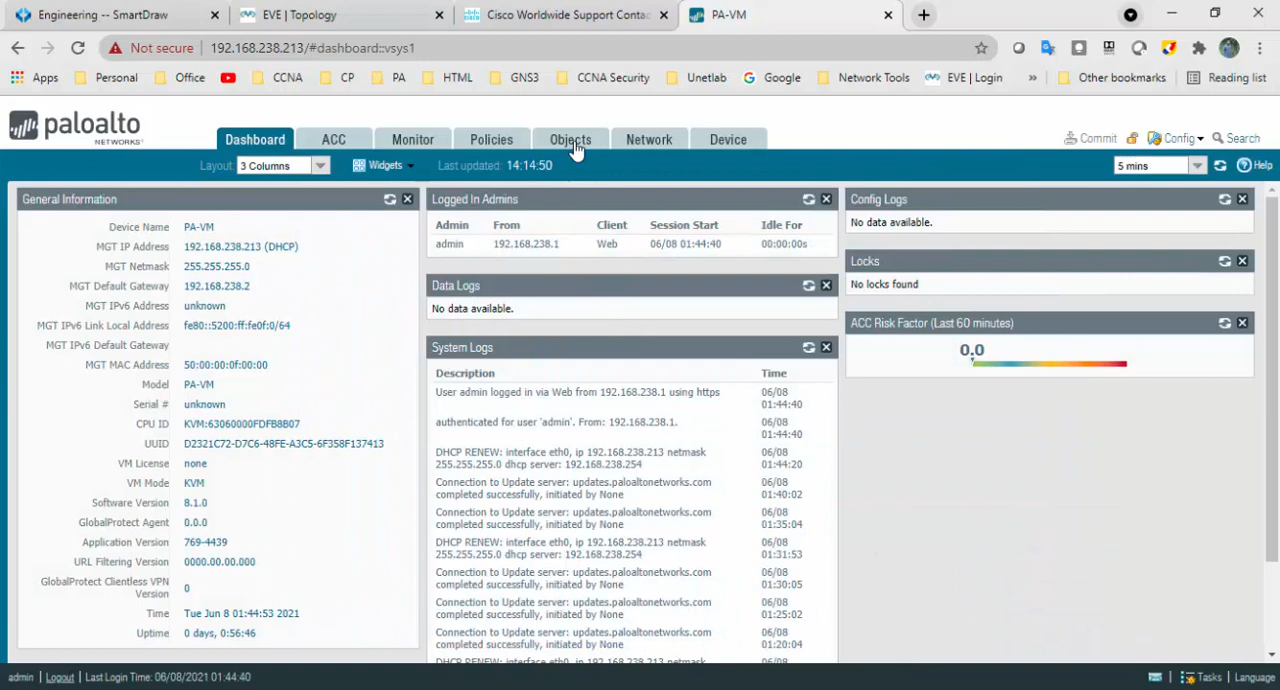 Engineering -- SmartDraw
EVE | Topology
Cisco Worldwide Support Contac
PA-VM
Not secure | 192.168.238.213/#dashboard::vsys1
Apps Personal Office CCNA CP PA HTML GNS3 CCNA Security Unetlab Google Network Tools EVE | Login » Other bookmarks Reading list
paloalto
NETWORKS
Dashboard ACC Monitor Policies Objects Network Device
Commit Config Search
Layout: 3 Columns Widgets Last updated: 14:14:50 5 mins Help
General Information
Device Name PA-VM
MGT IP Address 192.168.238.213 (DHCP)
MGT Netmask 255.255.255.0
MGT Default Gateway 192.168.238.2
MGT IPv6 Address unknown
MGT IPv6 Link Local Address fe80::5200:ff:fe0f:0/64
MGT IPv6 Default Gateway
MGT MAC Address 50:00:00:0f:00:00
Model PA-VM
Serial # unknown
CPU ID KVM:63060000FDFB8B07
UUID D2321C72-D7C6-48FE-A3C5-6F358F137413
VM License none
VM Mode KVM
Software Version 8.1.0
GlobalProtect Agent 0.0.0
Application Version 769-4439
URL Filtering Version 0000.00.00.000
GlobalProtect Clientless VPN
Version 0
Time Tue Jun 8 01:44:53 2021
Uptime 0 days, 0:56:46
Logged In Admins
Admin From Client Session Start Idle For
admin 192.168.238.1 Web 06/08 01:44:40 00:00:00s
Data Logs
No data available.
System Logs
Description Time
User admin logged in via Web from 192.168.238.1 using https 06/08
01:44:40
authenticated for user 'admin'. From: 192.168.238.1. 06/08
01:44:40
DHCP RENEW: interface eth0, ip 192.168.238.213 netmask 06/08
255.255.255.0 dhcp server: 192.168.238.254 01:44:20
Connection to Update server: updates.paloaltonetworks.com 06/08
completed successfully, initiated by None 01:40:02
Connection to Update server: updates.paloaltonetworks.com 06/08
completed successfully, initiated by None 01:35:04
DHCP RENEW: interface eth0, ip 192.168.238.213 netmask 06/08
255.255.255.0 dhcp server: 192.168.238.254 01:31:53
Connection to Update server: updates.paloaltonetworks.com 06/08
completed successfully, initiated by None 01:30:05
Connection to Update server: updates.paloaltonetworks.com 06/08
completed successfully, initiated by None 01:25:02
Connection to Update server: updates.paloaltonetworks.com 06/08
completed successfully, initiated by None 01:20:04
DHCP RENEW: interface eth0, ip 192.168.238.213 netmask 06/08
Config Logs
No data available.
Locks
No locks found
ACC Risk Factor (Last 60 minutes)
0.0
admin | Logout | Last Login Time: 06/08/2021 01:44:40
Tasks | Language